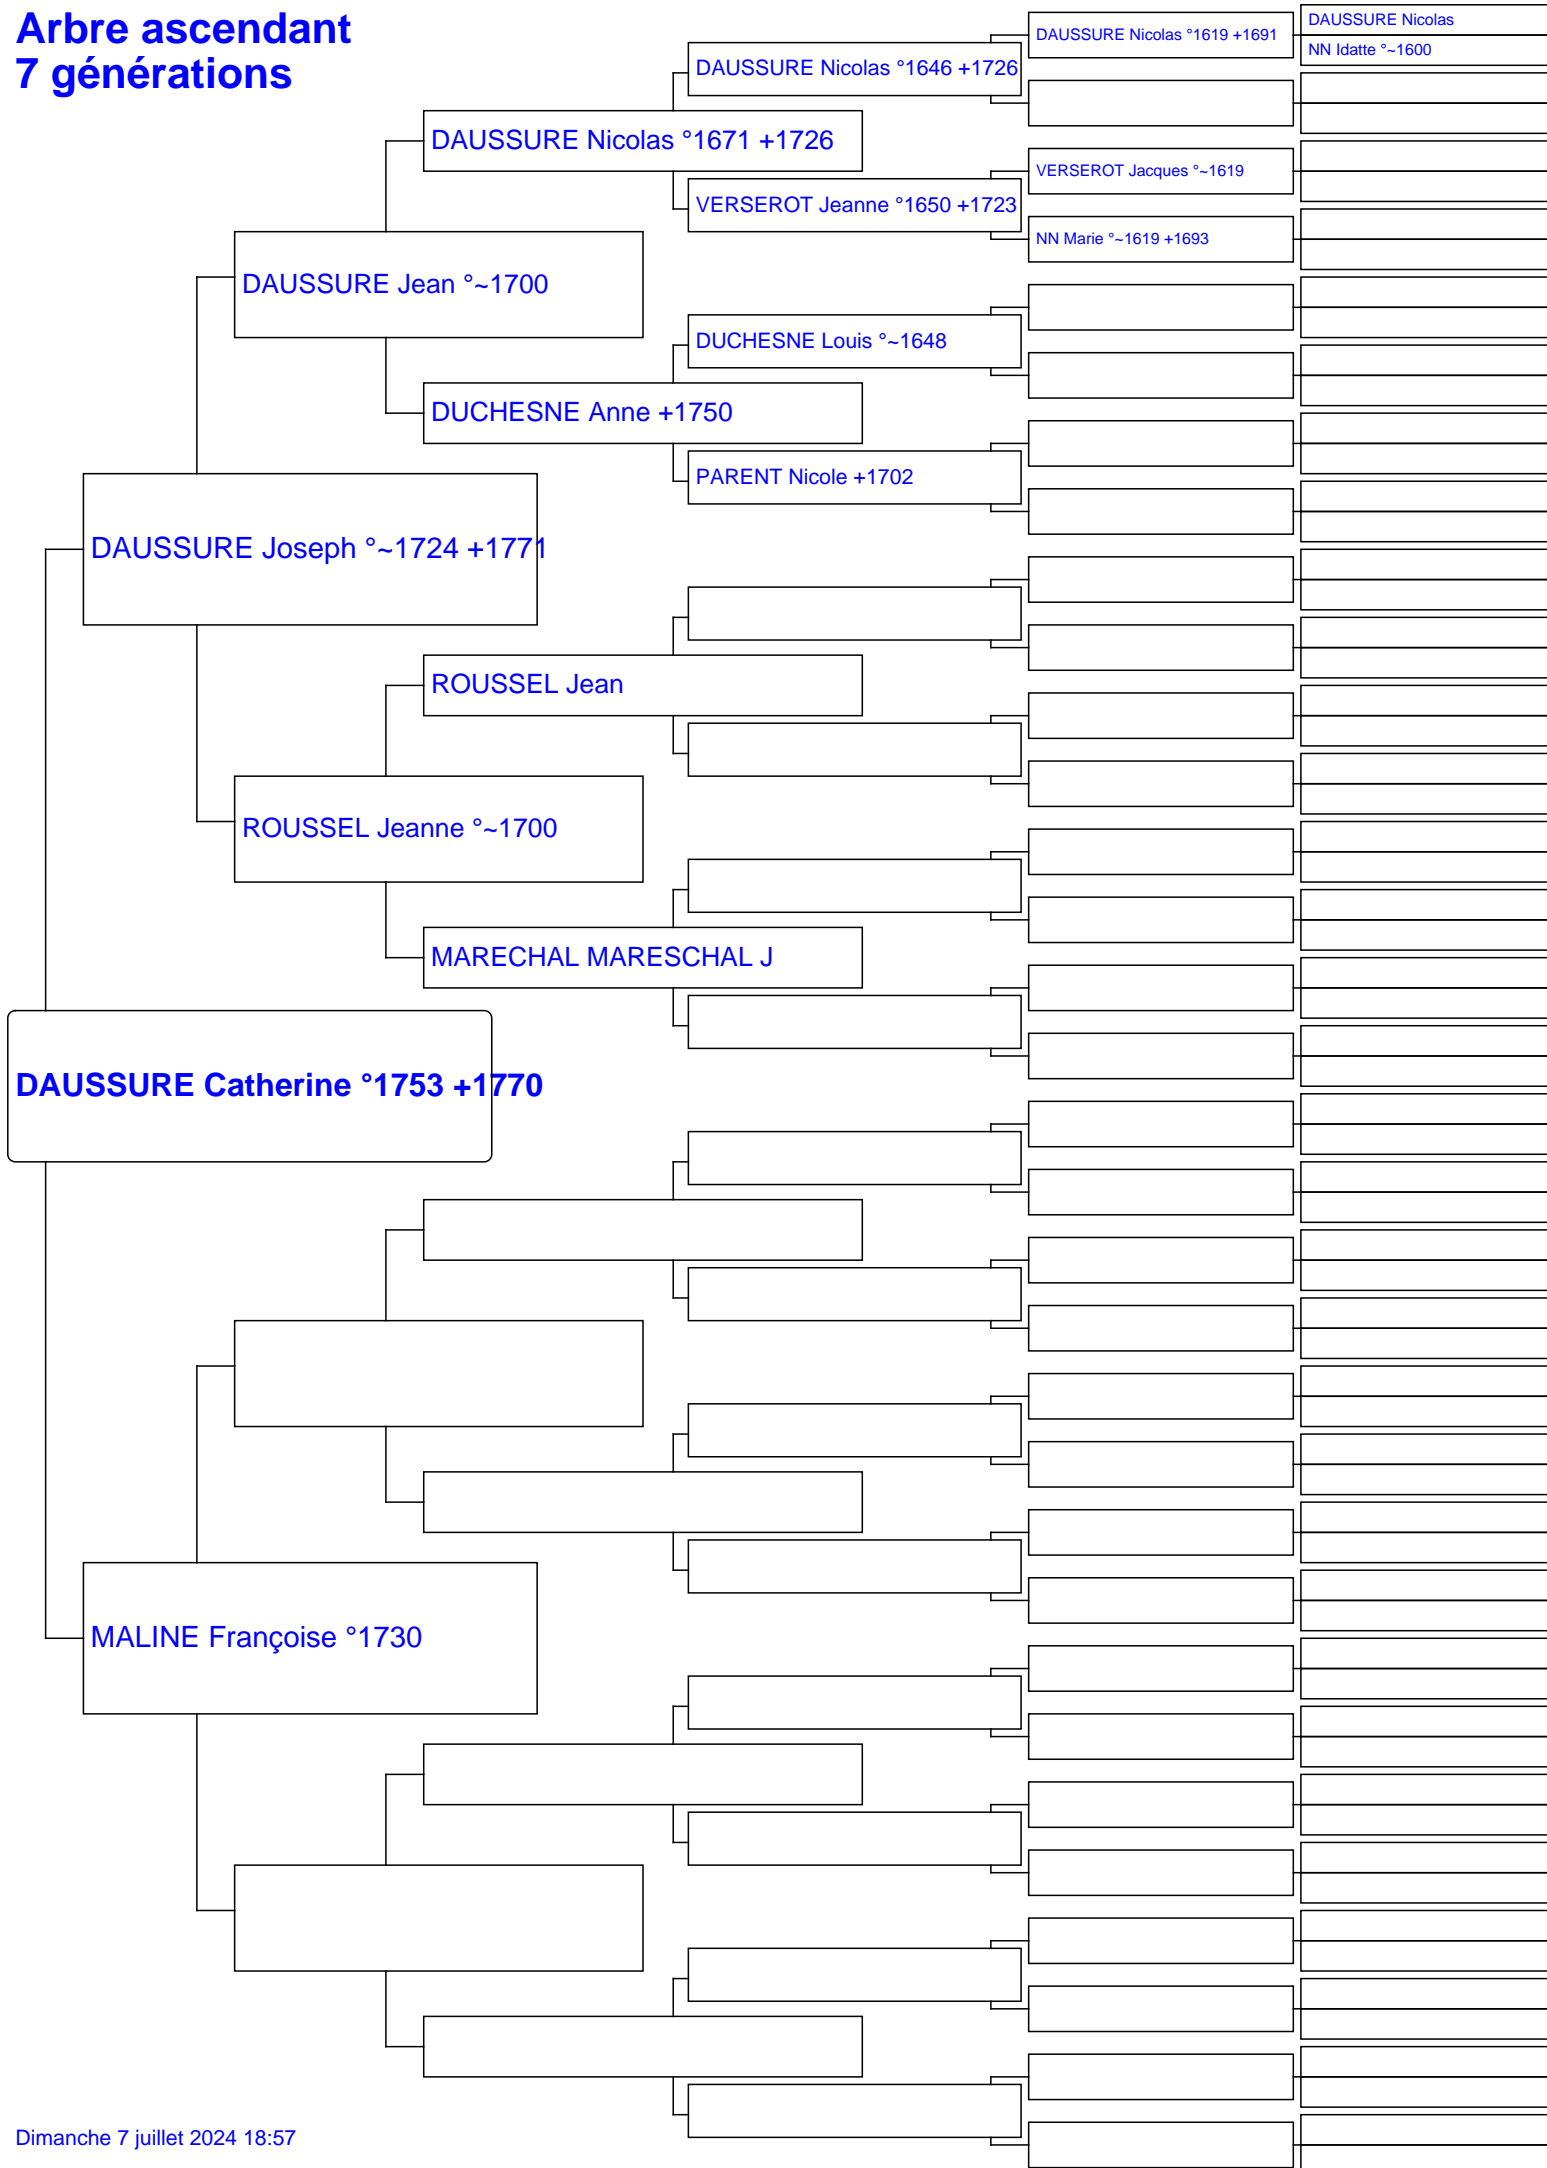 Arbre ascendant
7 générations
DAUSSURE Nicolas
NN Idatte °~1600
DAUSSURE Nicolas °1619 +1691
DAUSSURE Nicolas °1646 +1726
DAUSSURE Nicolas °1671 +1726
VERSEROT Jacques °~1619
VERSEROT Jeanne °1650 +1723
NN Marie °~1619 +1693
DAUSSURE Jean °~1700
DUCHESNE Louis °~1648
DUCHESNE Anne +1750
PARENT Nicole +1702
DAUSSURE Joseph °~1724 +1771
ROUSSEL Jean
ROUSSEL Jeanne °~1700
MARECHAL MARESCHAL J
DAUSSURE Catherine °1753 +1770
MALINE Françoise °1730
Dimanche 7 juillet 2024 18:57